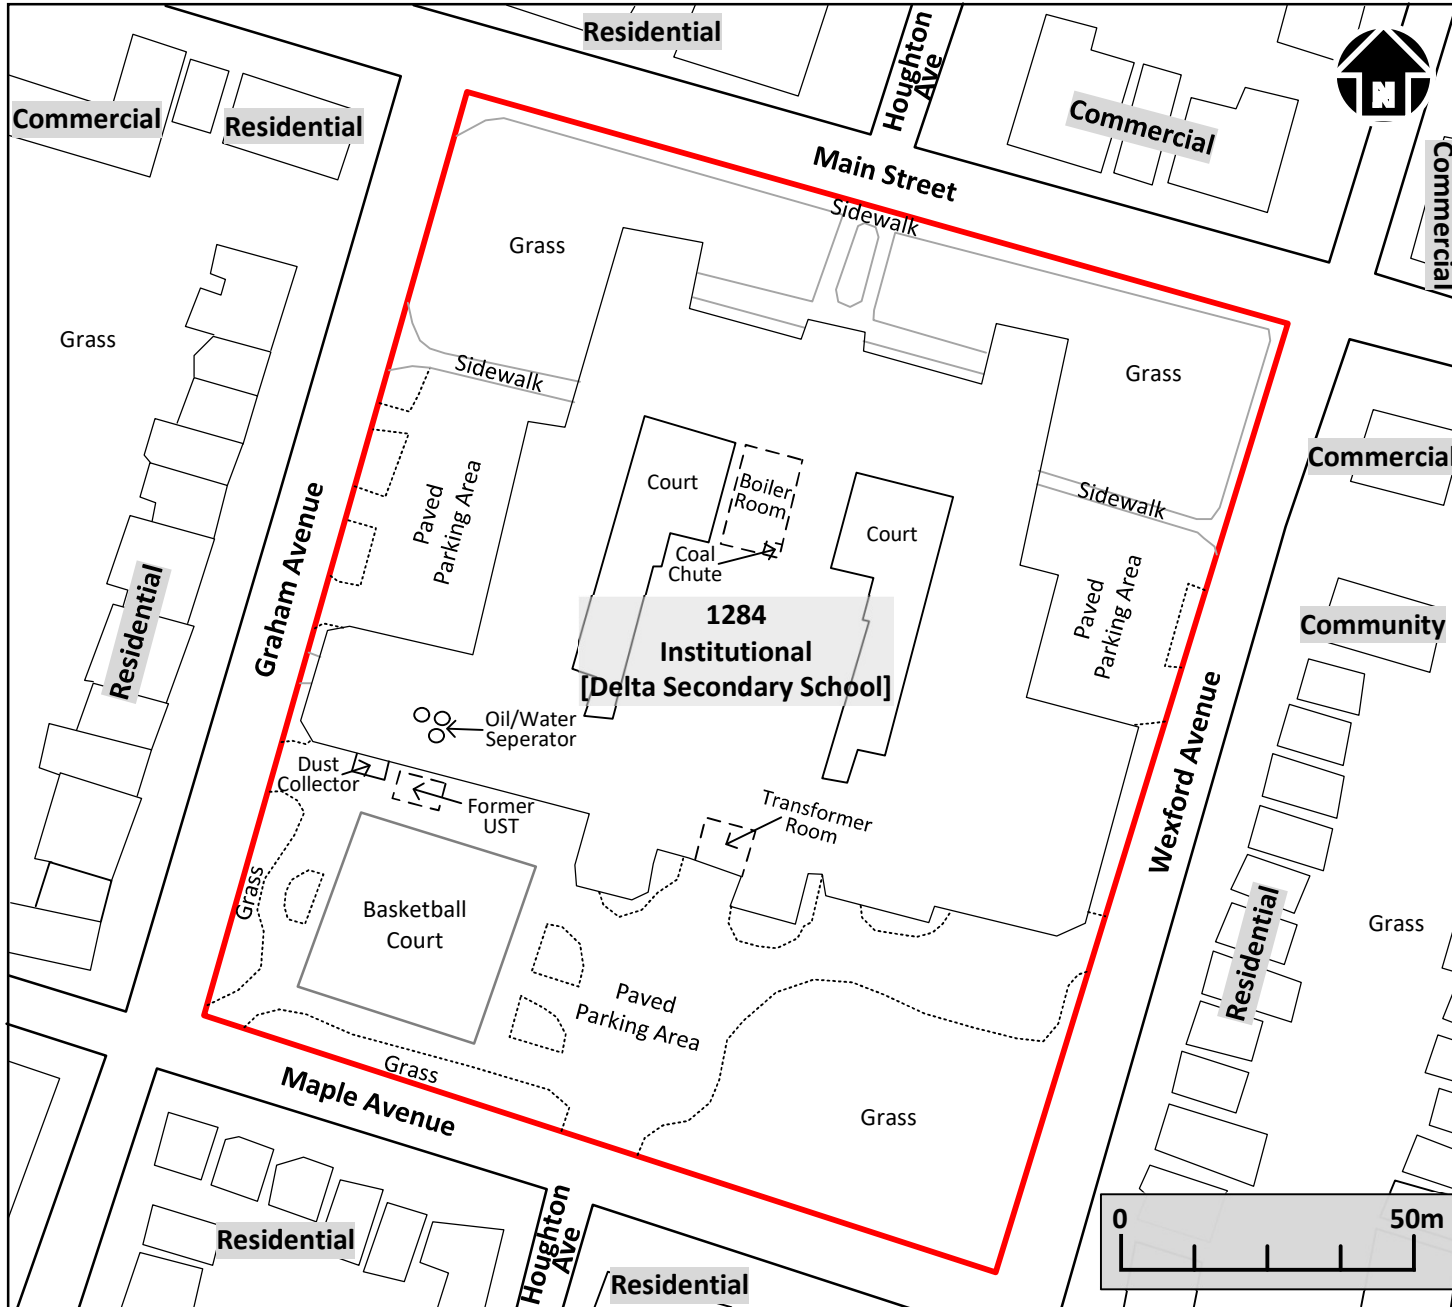 Residential
Houghton
Ave
N
Commercial
Residential
Commercial
Commercial
Main Street
Sidewalk
Grass
Grass
Sidewalk
Grass
Commercial
Court
Boiler
Room
Paved
Parking Area
Sidewalk
Court
Coal
Chute
Graham Avenue
Residential
1284
Institutional
[Delta Secondary School]
Paved
Parking Area
Community
Oil/Water
Seperator
Dust
Collector
Former
UST
Transformer
Room
Wexford Avenue
Grass
Basketball
Court
Residential
Grass
Paved
Parking Area
Grass
Maple Avenue
Grass
Houghton
Ave
Residential
Residential
0 50m